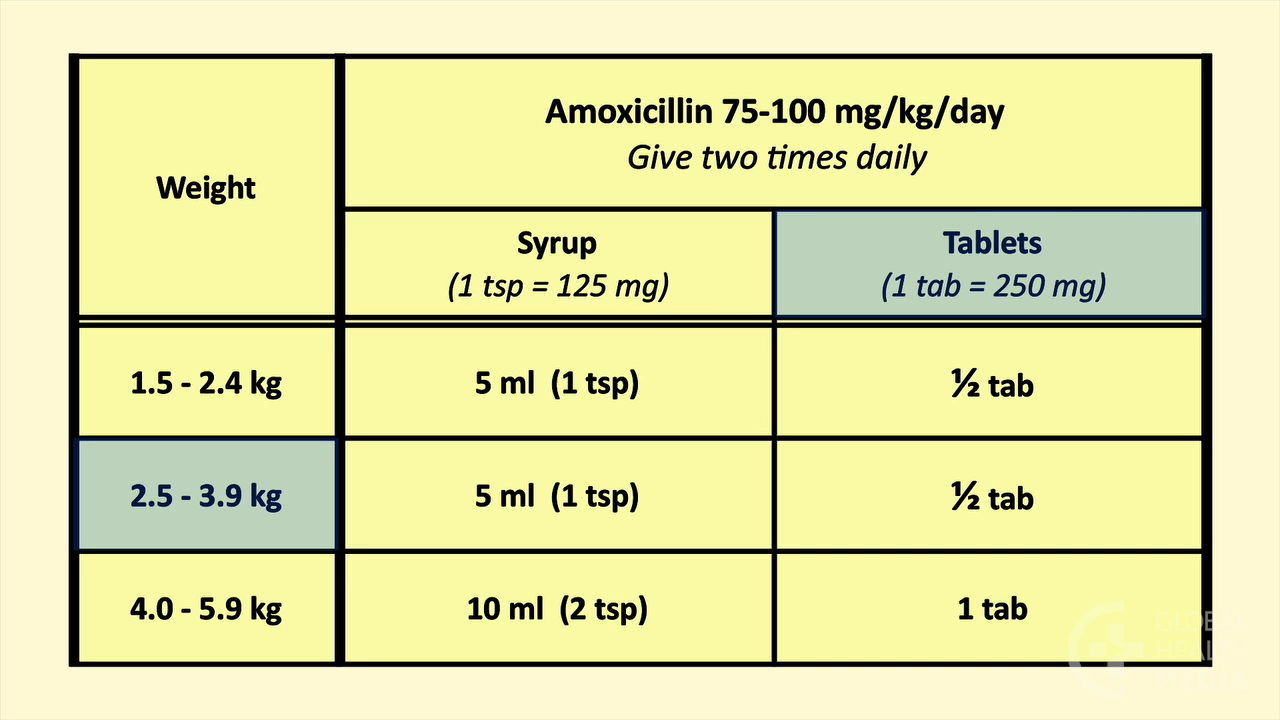 Weight
Amoxicillin 75-100 mg/kg/day
Give two times daily
Syrup
(1 tsp = 125 mg)
Tablets
(1 tab = 250 mg)
1.5 - 2.4 kg
5 ml (1 tsp)
½ tab
2.5 - 3.9 kg
5 ml (1 tsp)
½ tab
4.0 - 5.9 kg
10 ml (2 tsp)
1 tab